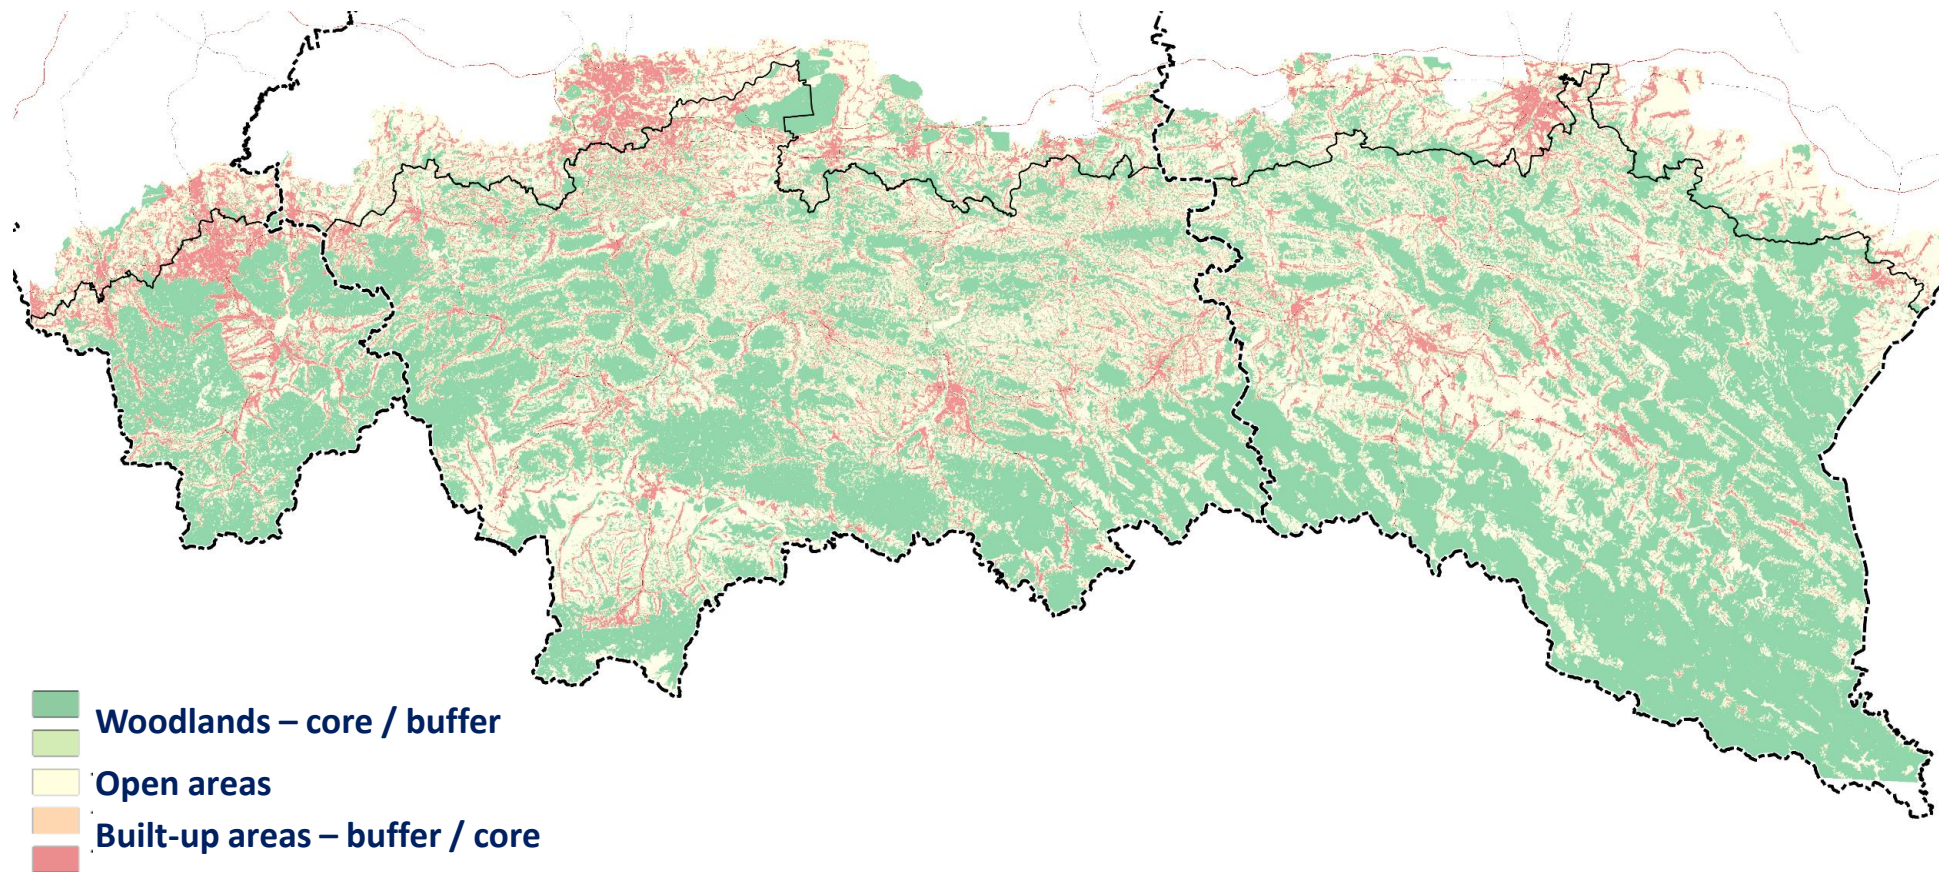 Woodlands – core / buffer
Open areas
Built-up areas – buffer / core